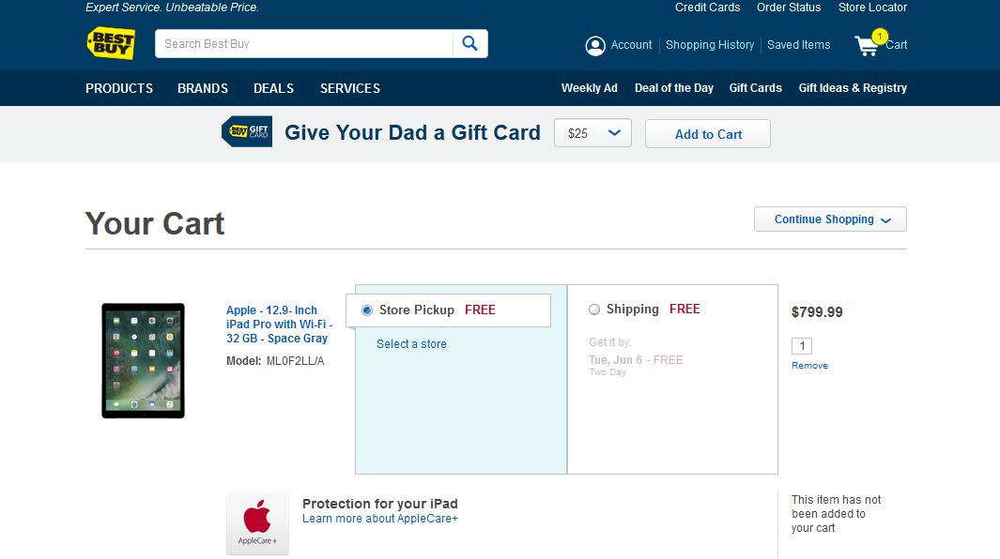 Expert Service. Unbeatable Price.
Credit Cards Order Status Store Locator
BEST BUY
Search Best Buy
Account Shopping History Saved Items 1 Cart
PRODUCTS BRANDS DEALS SERVICES
Weekly Ad Deal of the Day Gift Cards Gift Ideas & Registry
BEST BUY GIFT CARD
Give Your Dad a Gift Card
$25
Add to Cart
Your Cart
Continue Shopping
Apple - 12.9- Inch
iPad Pro with Wi-Fi -
32 GB - Space Gray
Model: ML0F2LL/A
Store Pickup FREE
Select a store
Shipping FREE
Get it by:
Tue, Jun 6 - FREE
Two Day
$799.99
1
Remove
AppleCare+
Protection for your iPad
Learn more about AppleCare+
This item has not
been added to
your cart